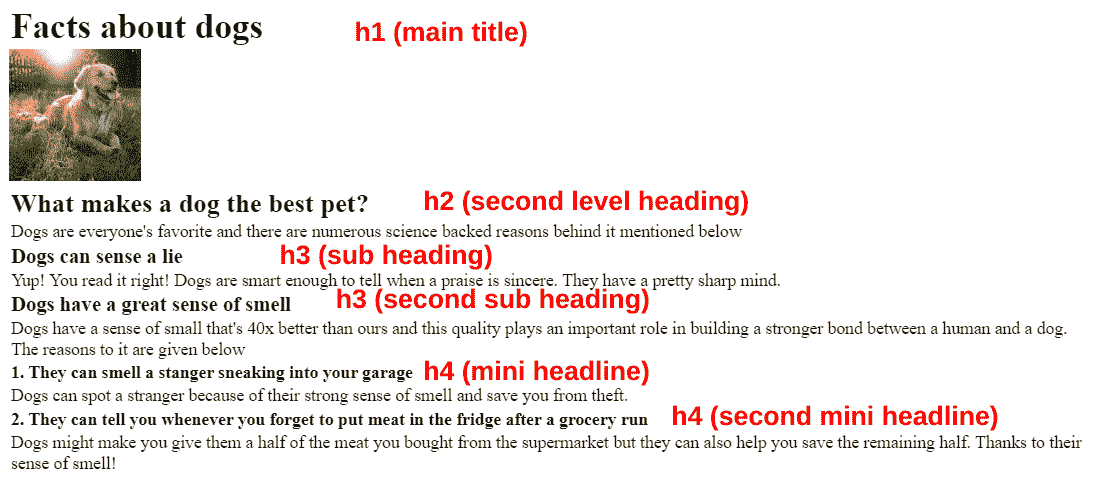 Facts about dogs h1 (main title)
What makes a dog the best pet? h2 (second level heading)
Dogs are everyone's favorite and there are numerous science backed reasons behind it mentioned below
Dogs can sense a lie h3 (sub heading)
Yup! You read it right! Dogs are smart enough to tell when a praise is sincere. They have a pretty sharp mind.
Dogs have a great sense of smell h3 (second sub heading)
Dogs have a sense of small that's 40x better than ours and this quality plays an important role in building a stronger bond between a human and a dog.
The reasons to it are given below
1. They can smell a stanger sneaking into your garage h4 (mini headline)
Dogs can spot a stranger because of their strong sense of smell and save you from theft.
2. They can tell you whenever you forget to put meat in the fridge after a grocery run h4 (second mini headline)
Dogs might make you give them a half of the meat you bought from the supermarket but they can also help you save the remaining half. Thanks to their
sense of smell!